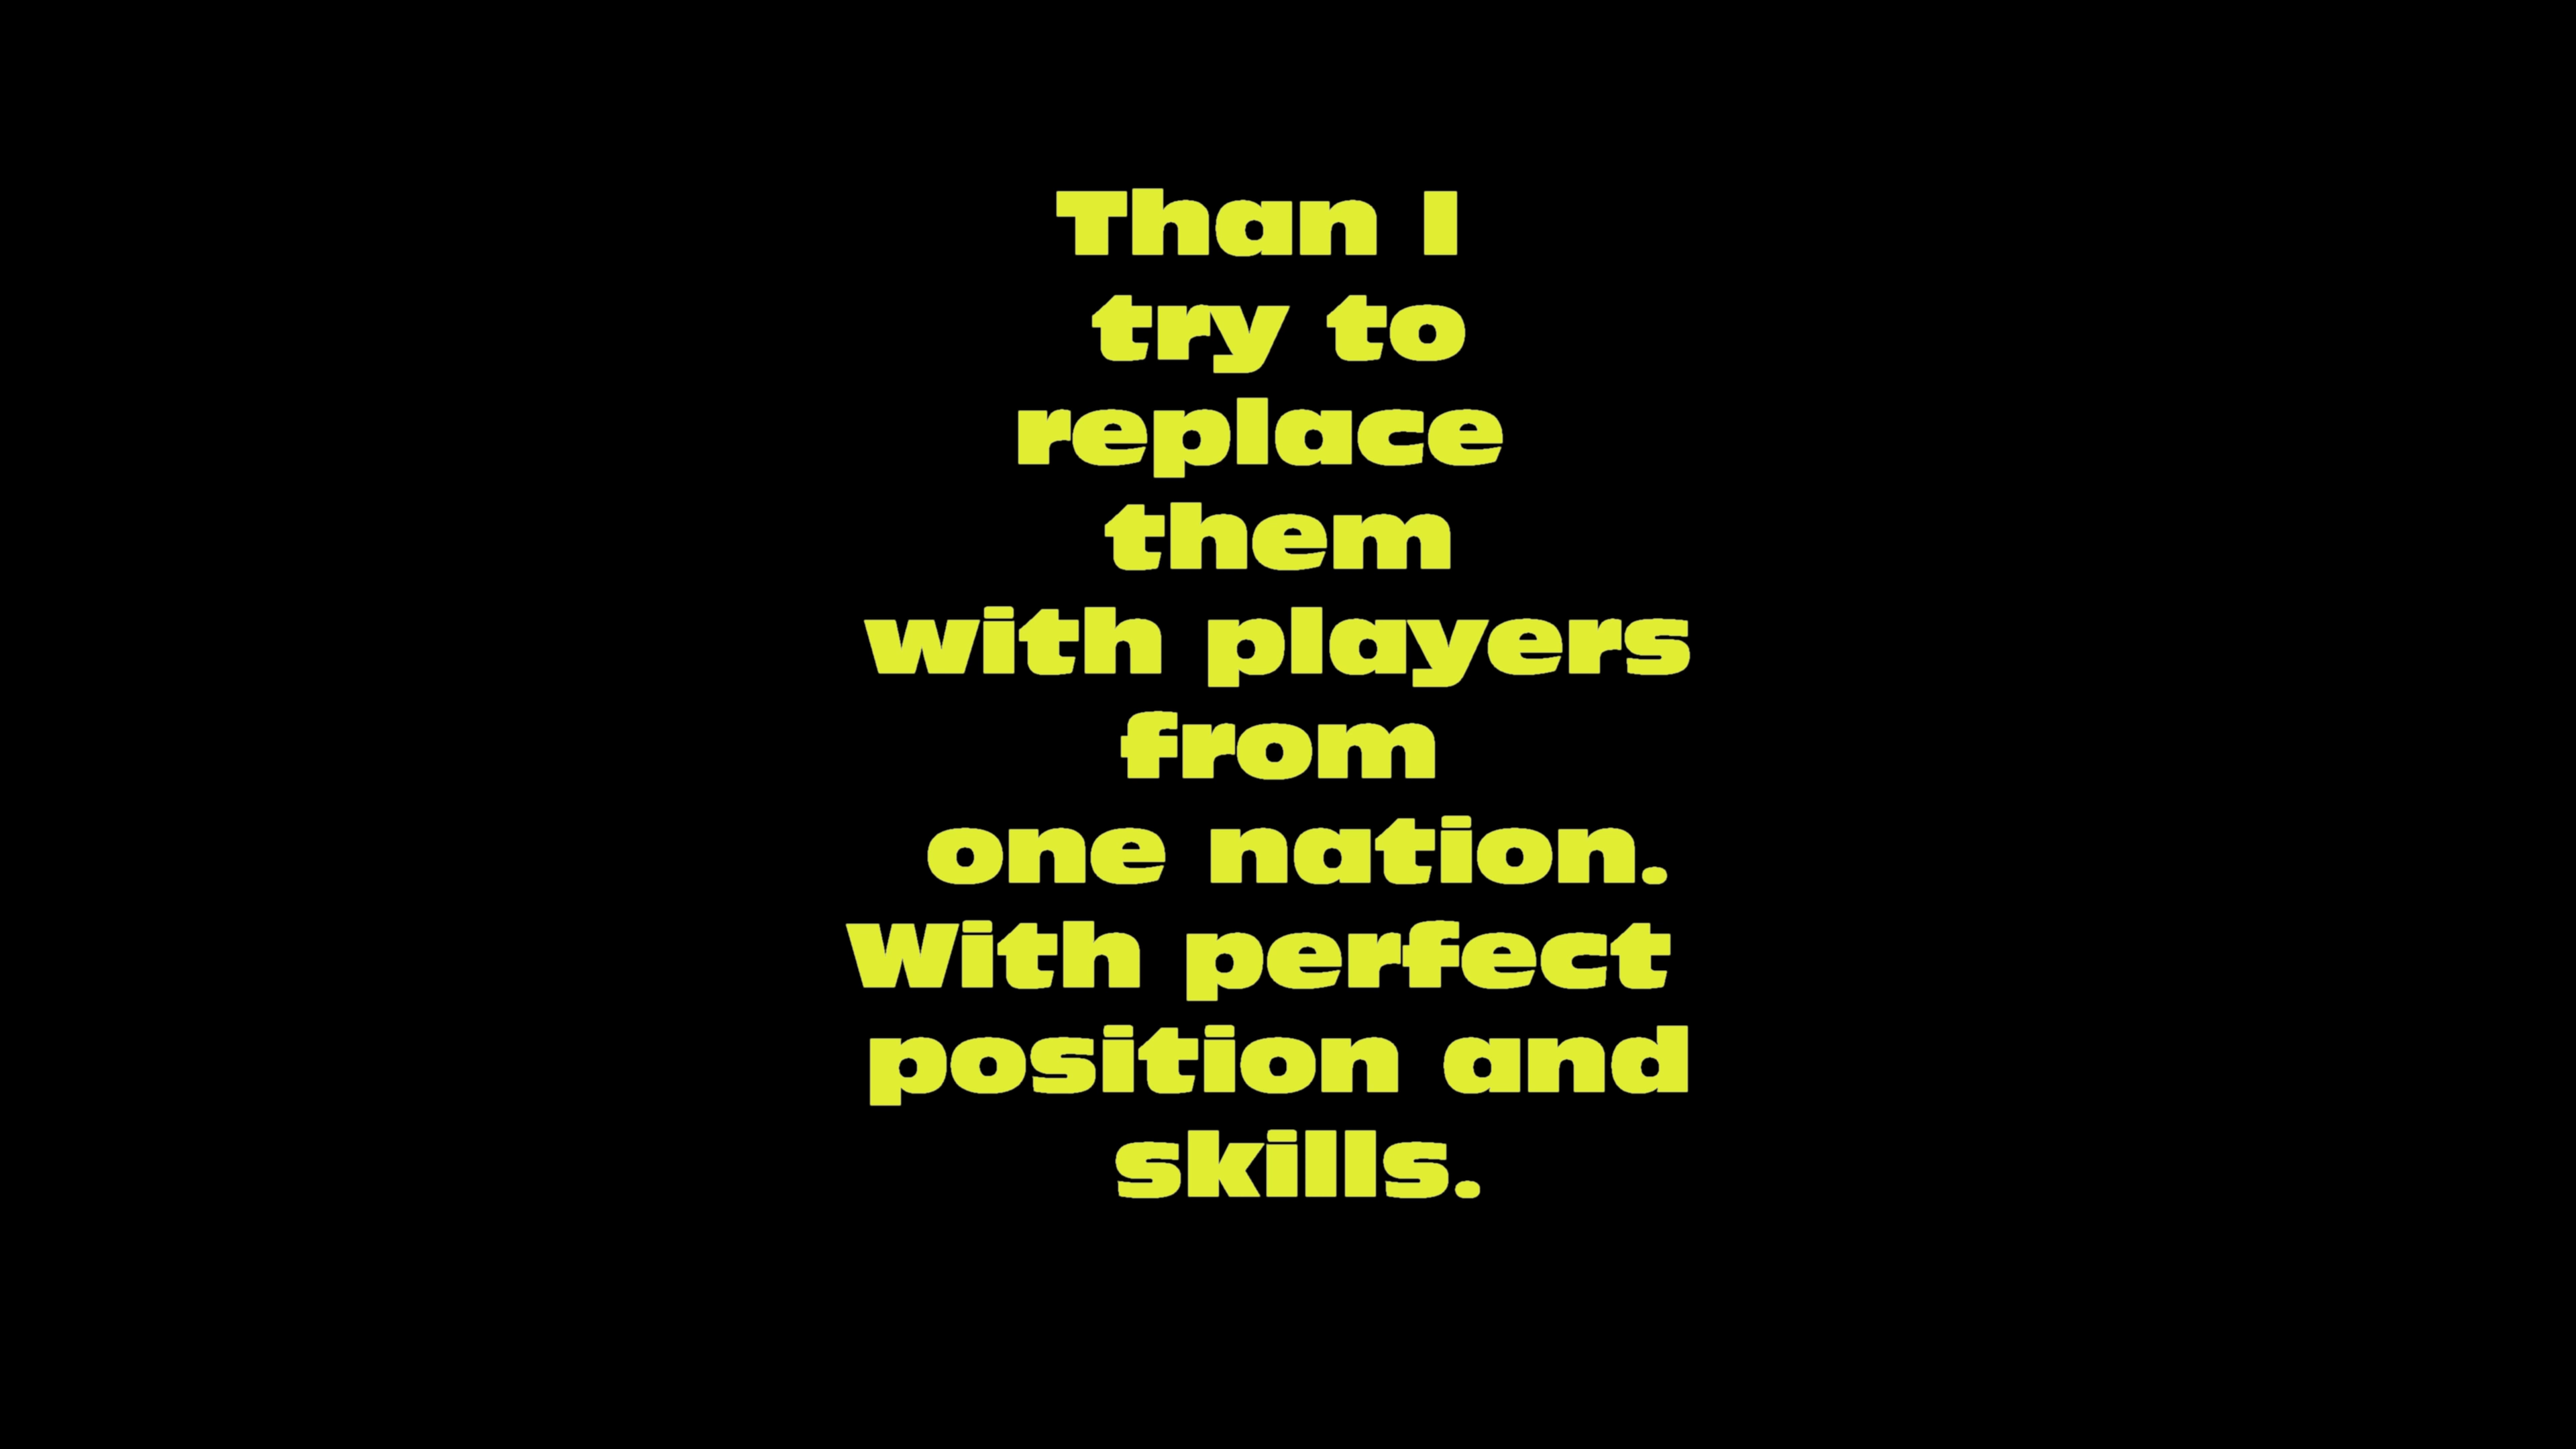 Than I
try to
replace
them
with players
from
one nation.
With perfect
position and
skills.